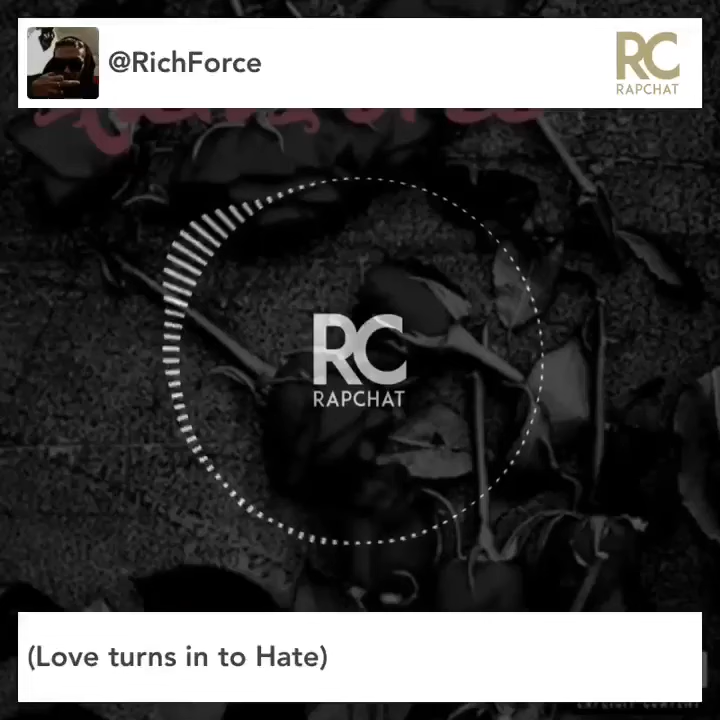 @RichForce
RC
RAPCHAT
RC
RAPCHAT
(Love turns in to Hate)